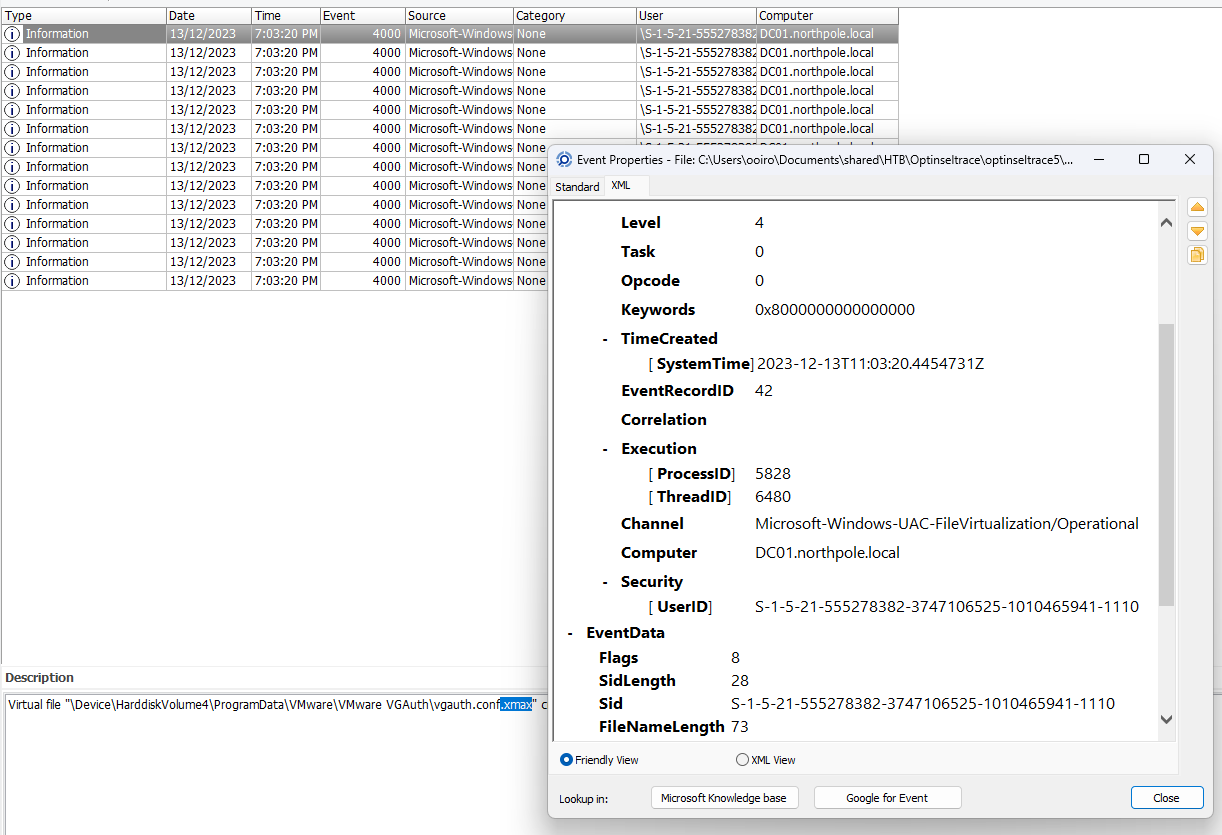 Type Date Time Event Source Category User Computer
Information 13/12/2023 7:03:20 PM 4000 Microsoft-Windows None \S-1-5-21-555278382 DC01.northpole.local
Information 13/12/2023 7:03:20 PM 4000 Microsoft-Windows None \S-1-5-21-555278382 DC01.northpole.local
Information 13/12/2023 7:03:20 PM 4000 Microsoft-Windows None \S-1-5-21-555278382 DC01.northpole.local
Information 13/12/2023 7:03:20 PM 4000 Microsoft-Windows None \S-1-5-21-555278382 DC01.northpole.local
Information 13/12/2023 7:03:20 PM 4000 Microsoft-Windows None \S-1-5-21-555278382 DC01.northpole.local
Information 13/12/2023 7:03:20 PM 4000 Microsoft-Windows None \S-1-5-21-555278382 DC01.northpole.local
Information 13/12/2023 7:03:20 PM 4000 Microsoft-Windows None
Information 13/12/2023 7:03:20 PM 4000 Microsoft-Windows None
Information 13/12/2023 7:03:20 PM 4000 Microsoft-Windows None
Information 13/12/2023 7:03:20 PM 4000 Microsoft-Windows None
Information 13/12/2023 7:03:20 PM 4000 Microsoft-Windows None
Information 13/12/2023 7:03:20 PM 4000 Microsoft-Windows None
Information 13/12/2023 7:03:20 PM 4000 Microsoft-Windows None
Information 13/12/2023 7:03:20 PM 4000 Microsoft-Windows None
Event Properties - File: C:\Users\ooiro\Documents\shared\HTB\Optinseltrace\optinseltrace5\...
Standard XML
Level 4
Task 0
Opcode 0
Keywords 0x8000000000000000
- TimeCreated
[ SystemTime] 2023-12-13T11:03:20.4454731Z
EventRecordID 42
Correlation
- Execution
[ ProcessID] 5828
[ ThreadID] 6480
Channel Microsoft-Windows-UAC-FileVirtualization/Operational
Computer DC01.northpole.local
- Security
[ UserID] S-1-5-21-555278382-3747106525-1010465941-1110
- EventData
Flags 8
SidLength 28
Sid S-1-5-21-555278382-3747106525-1010465941-1110
FileNameLength 73
Friendly View XML View
Lookup in: Microsoft Knowledge base Google for Event Close
Description
Virtual file "\Device\HarddiskVolume4\ProgramData\VMware\VMware VGAuth\vgauth.conf.xmax" c